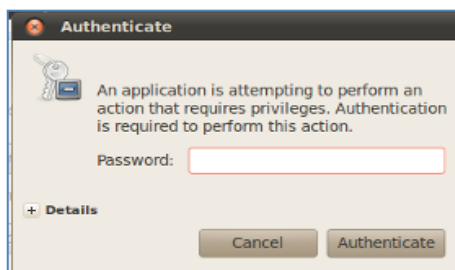 Authenticate
An application is attempting to perform an
action that requires privileges. Authentication
is required to perform this action.
Password:
Details
Cancel Authenticate